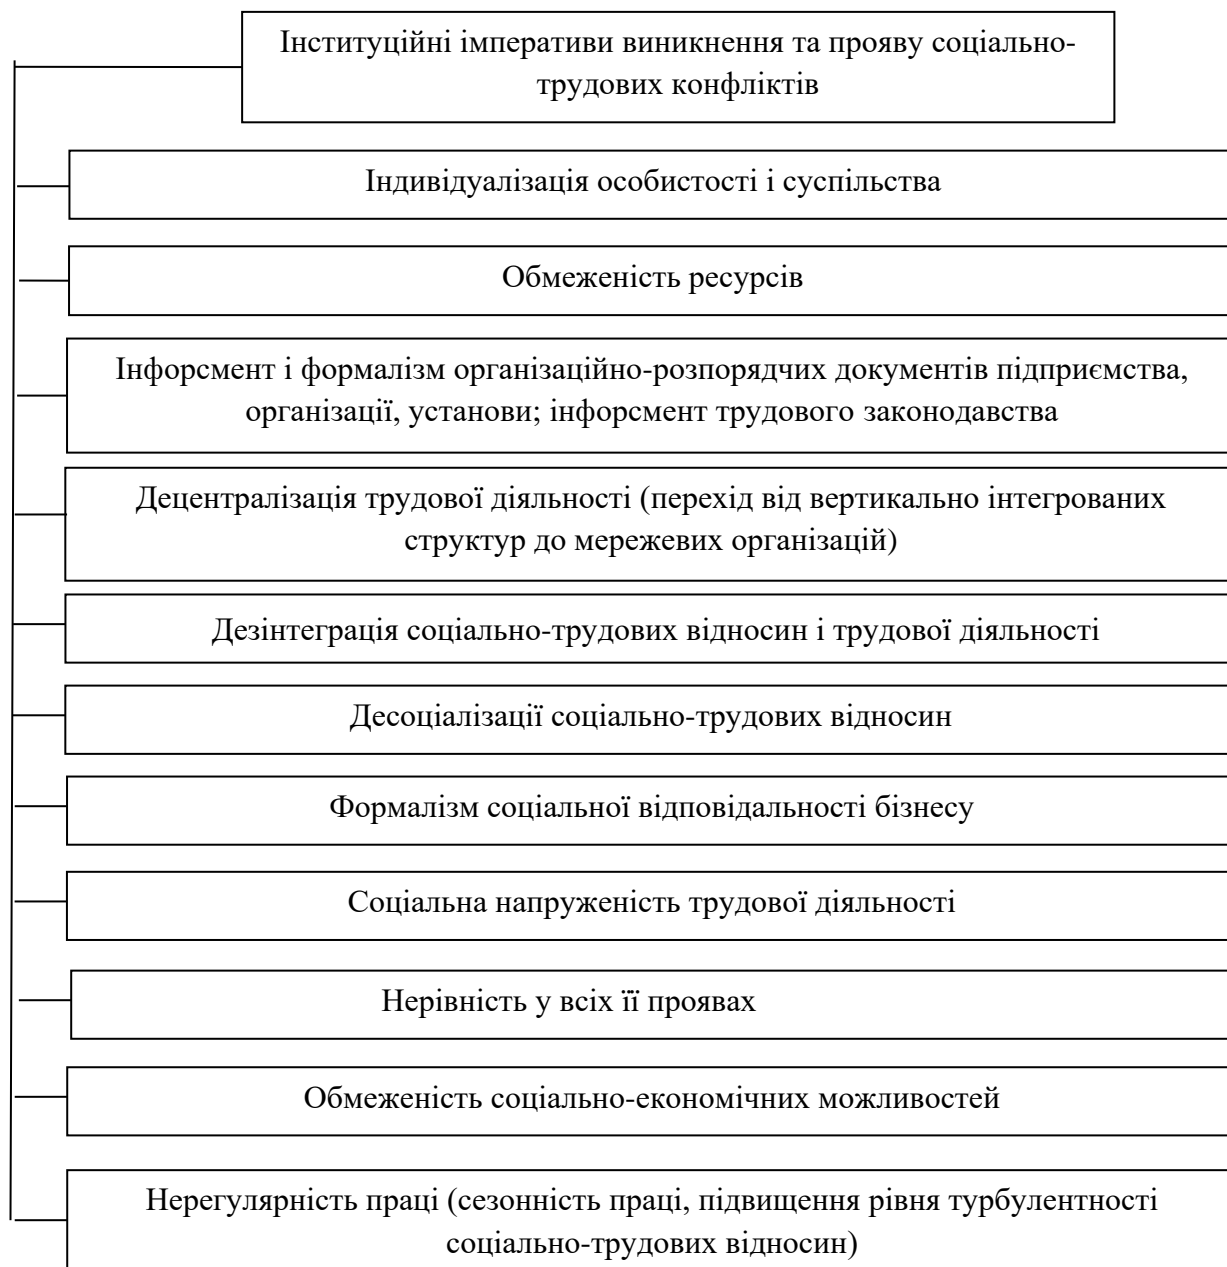 Інституційні імперативи виникнення та прояву соціально-
трудових конфліктів
Індивідуалізація особистості і суспільства
Обмеженість ресурсів
Інфорсмент і формалізм організаційно-розпорядчих документів підприємства,
організації, установи; інфорсмент трудового законодавства
Децентралізація трудової діяльності (перехід від вертикально інтегрованих
структур до мережевих організацій)
Дезінтеграція соціально-трудових відносин і трудової діяльності
Десоціалізації соціально-трудових відносин
Формалізм соціальної відповідальності бізнесу
Соціальна напруженість трудової діяльності
Нерівність у всіх її проявах
Обмеженість соціально-економічних можливостей
Нерегулярність праці (сезонність праці, підвищення рівня турбулентності
соціально-трудових відносин)